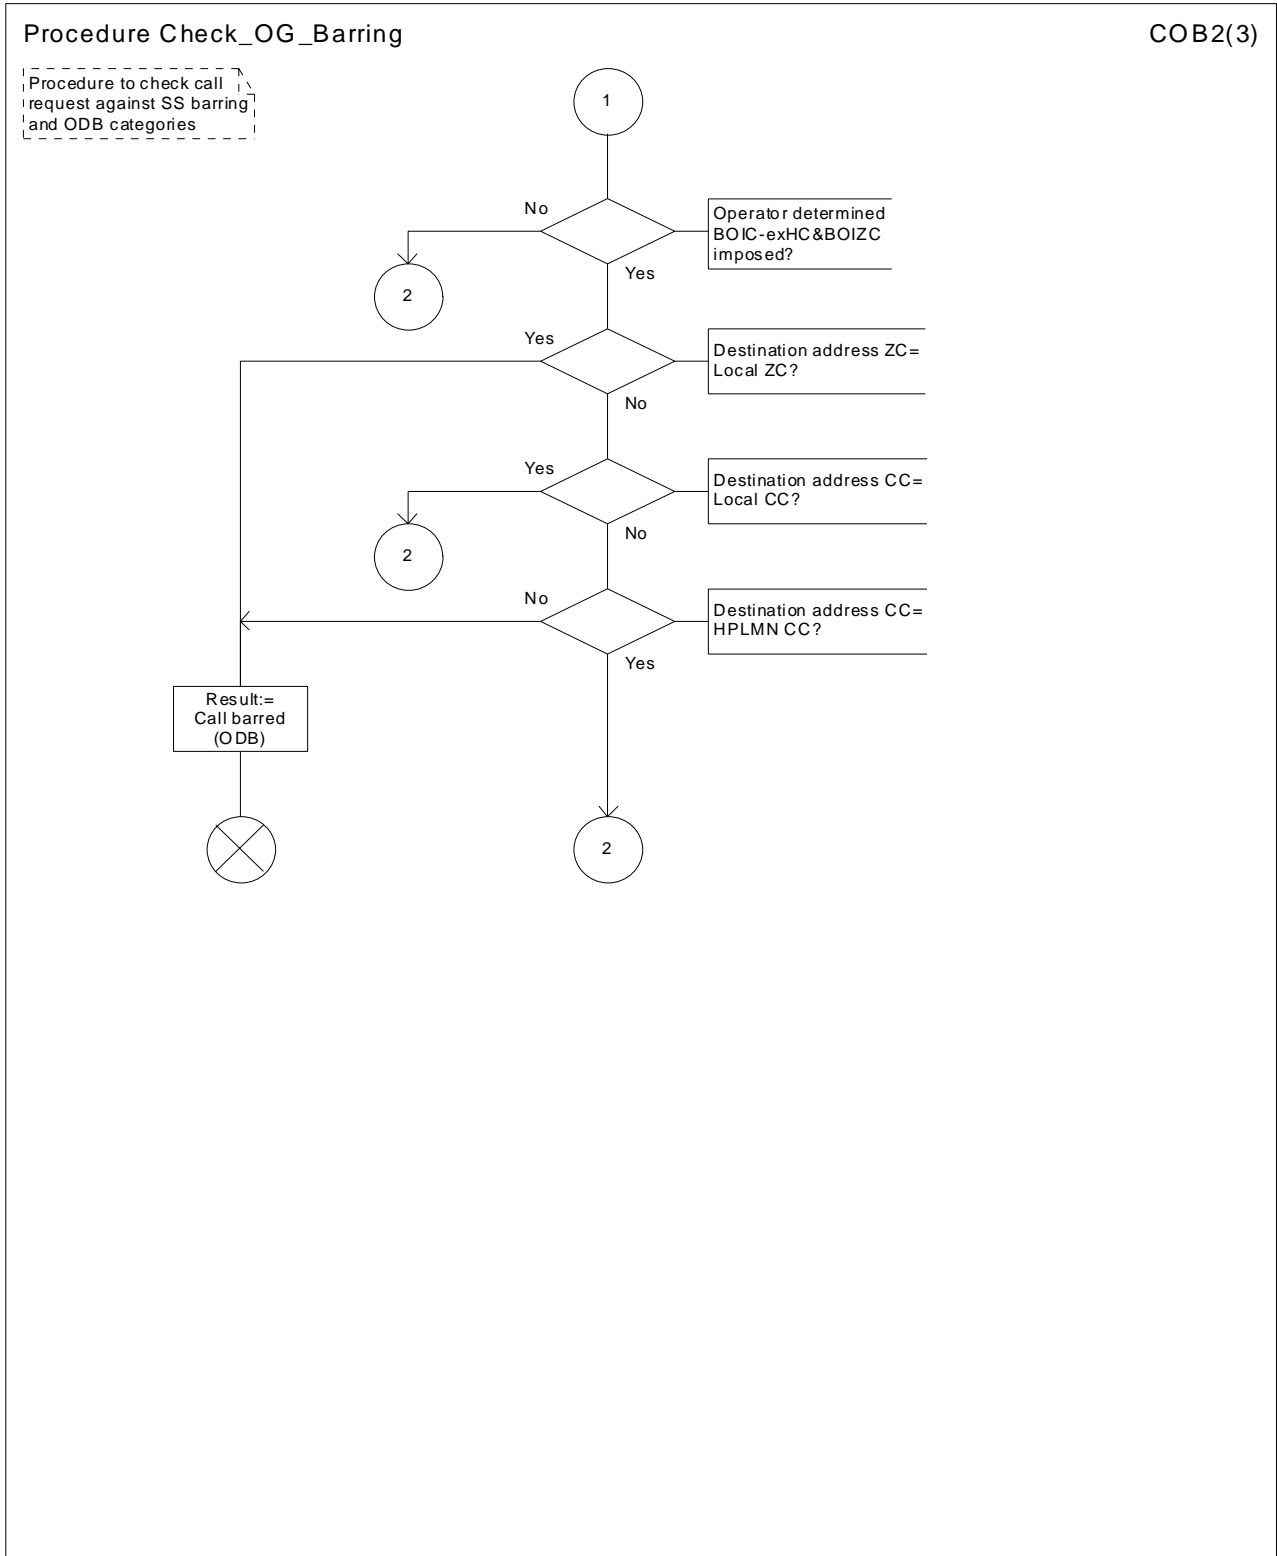 Procedure Check_OG_Barring
COB2(3)
Procedure to check call
request against SS barring
and ODB categories
1
No
Operator determined
BOIC-exHC&BOIZC
imposed?
Yes
2
Yes
Destination address ZC=
Local ZC?
No
Yes
Destination address CC=
Local CC?
No
2
No
Destination address CC=
HPLMN CC?
Yes
Result:=
Call barred
(ODB)
2